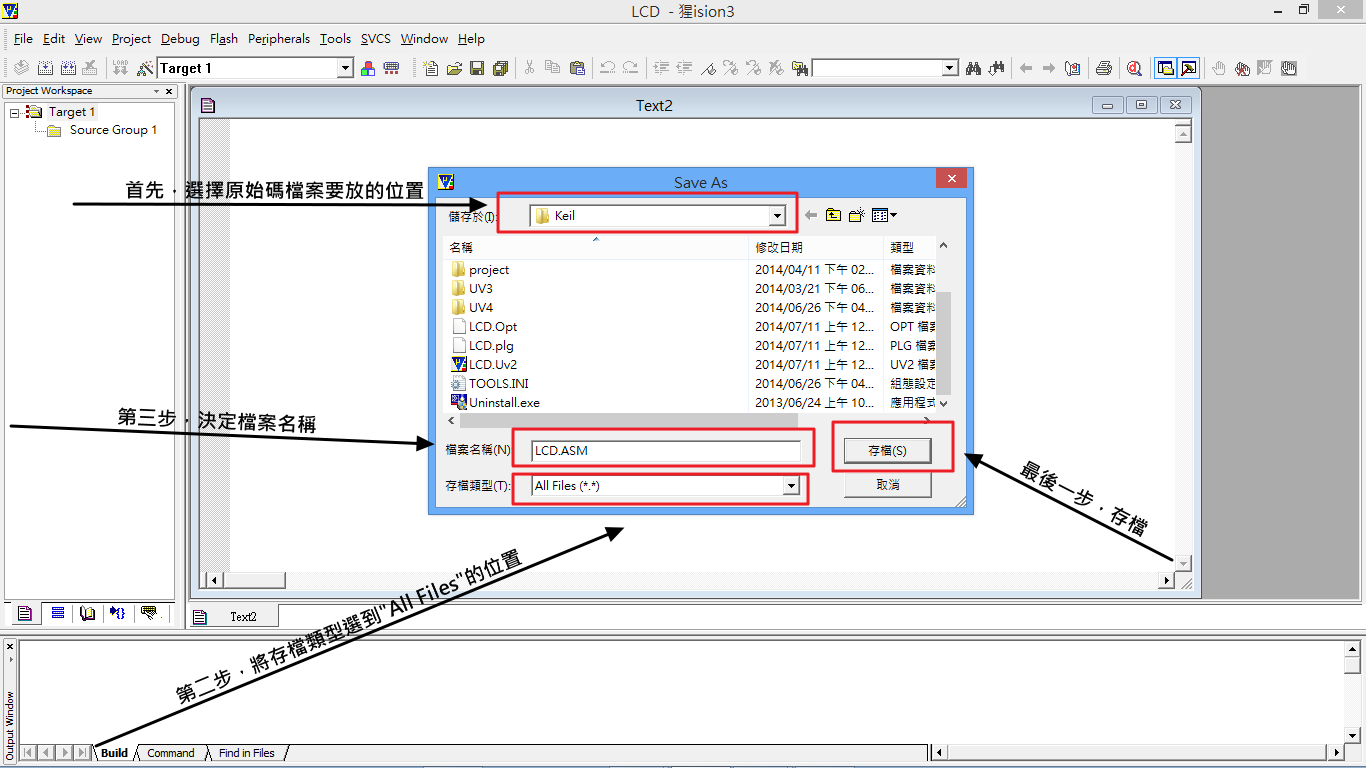 LCD - 猩ision3
File Edit View Project Debug Flash Peripherals Tools SVCS Window Help
LOAD Target 1
Project Workspace
Target 1
Source Group 1
Text2
Save As
首先，選擇原始碼檔案要放的位置
儲存於(I): Keil
名稱 修改日期 類型
project 2014/04/11 下午 02... 檔案資料
UV3 2014/03/21 下午 06... 檔案資料
UV4 2014/06/26 下午 04... 檔案資料
LCD.Opt 2014/07/11 上午 12... OPT 檔案
LCD.plg 2014/07/11 上午 12... PLG 檔案
LCD.Uv2 2014/07/11 上午 12... UV2 檔案
TOOLS.INI 2014/06/26 下午 04... 組態設定
Uninstall.exe 2013/06/24 上午 10... 應用程式
第三步，決定檔案名稱
檔案名稱(N) LCD.ASM 存檔(S)
存檔類型(T): All Files (*.*) 取消
最後一步，存檔
第二步，將存檔類型選到"All Files"的位置
Text2
Output Window
Build Command Find in Files